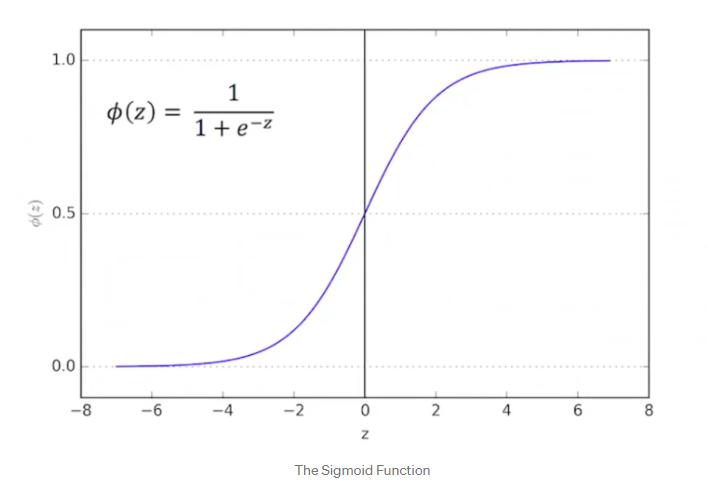 1.0
ϕ(z) = 1 / 1 + e^−z
ϕ(z)
0.5
0.0
−8 −6 −4 −2 0 2 4 6 8
z
The Sigmoid Function